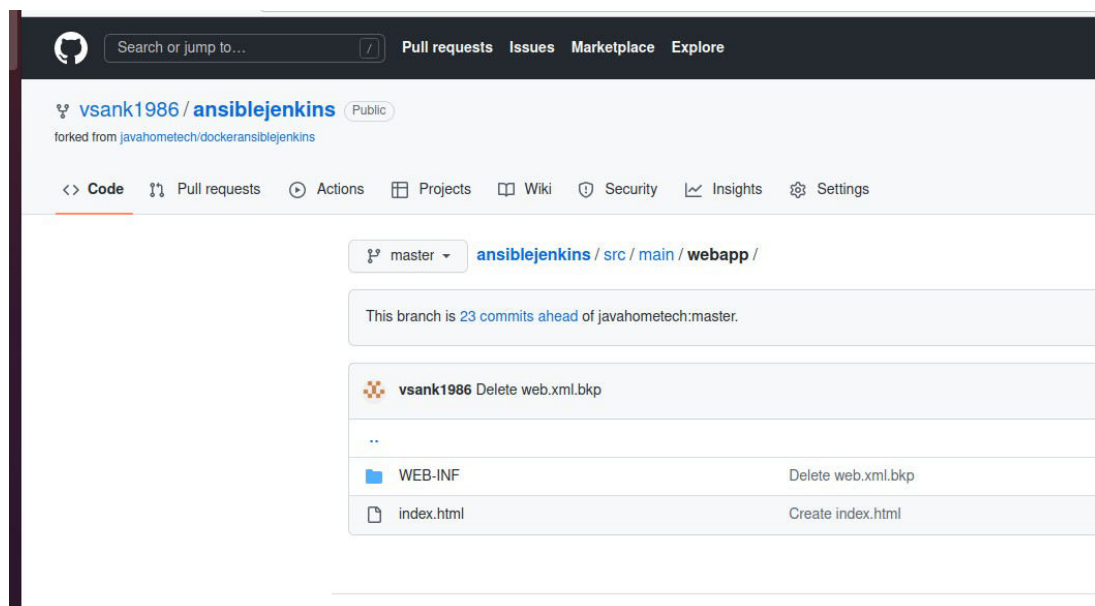 Search or jump to... / Pull requests Issues Marketplace Explore
vsank1986 / ansiblejenkins Public
forked from javahometech/dockeransiblejenkins
<> Code Pull requests Actions Projects Wiki Security Insights Settings
master ansiblejenkins / src / main / webapp /
This branch is 23 commits ahead of javahometech:master.
vsank1986 Delete web.xml.bkp
..
WEB-INF Delete web.xml.bkp
index.html Create index.html